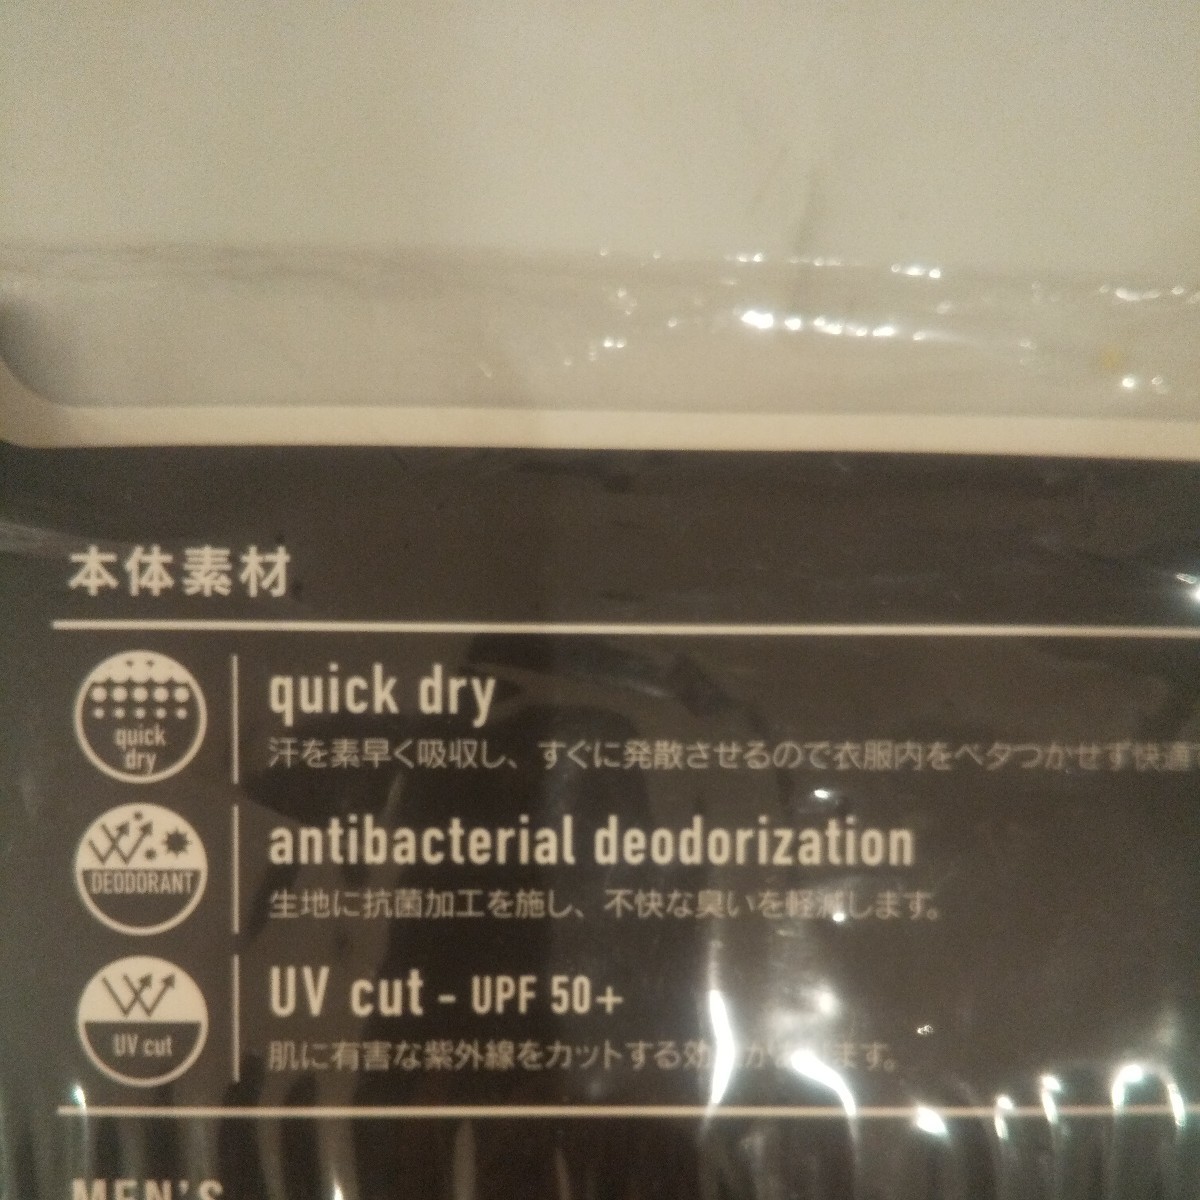 本体素材
quick dry
quick dry
汗を素早く吸収し、すぐに発散させるので衣服内をベタつかせず快適
DEODORANT
antibacterial deodorization
生地に抗菌加工を施し、不快な臭いを軽減します。
UV cut
UV cut - UPF 50+
肌に有害な紫外線をカットする効 ます。
MEN'S